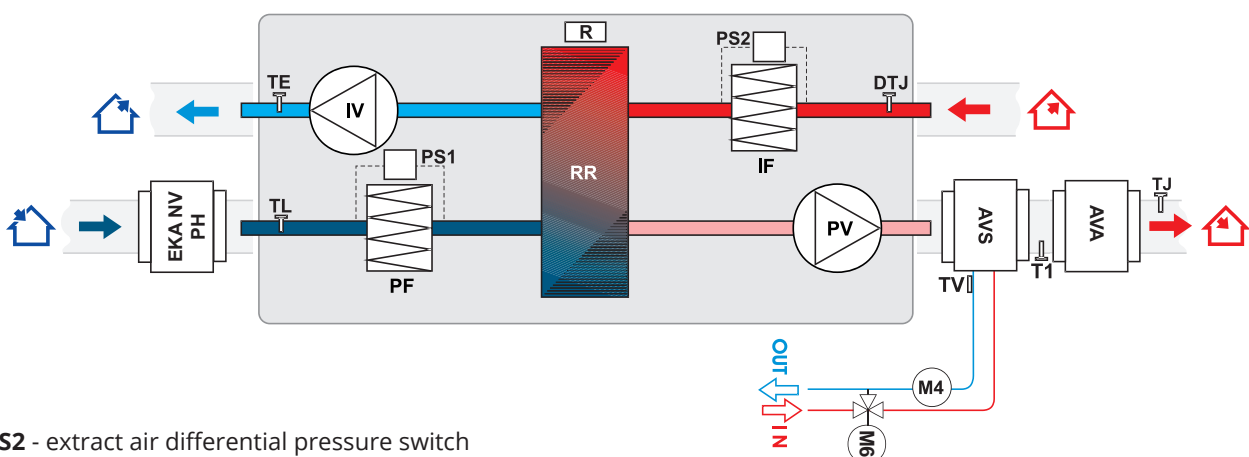 R
PS2
TE
DTJ
IV
PS1
RR
IF
EKA NV
PH
TL
PF
PV
AVS
AVA
TJ
T1
TV
OUT
M4
IN
M6
S2 - extract air differential pressure switch